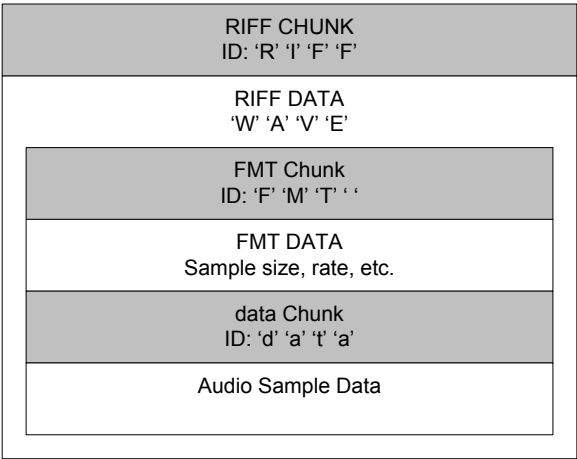 RIFF CHUNK
ID: ‘R’ ‘I’ ‘F’ ‘F’
RIFF DATA
‘W’ ‘A’ ‘V’ ‘E’
FMT Chunk
ID: ‘F’ ‘M’ ‘T’ ‘ ‘
FMT DATA
Sample size, rate, etc.
data Chunk
ID: ‘d’ ‘a’ ‘t’ ‘a’
Audio Sample Data